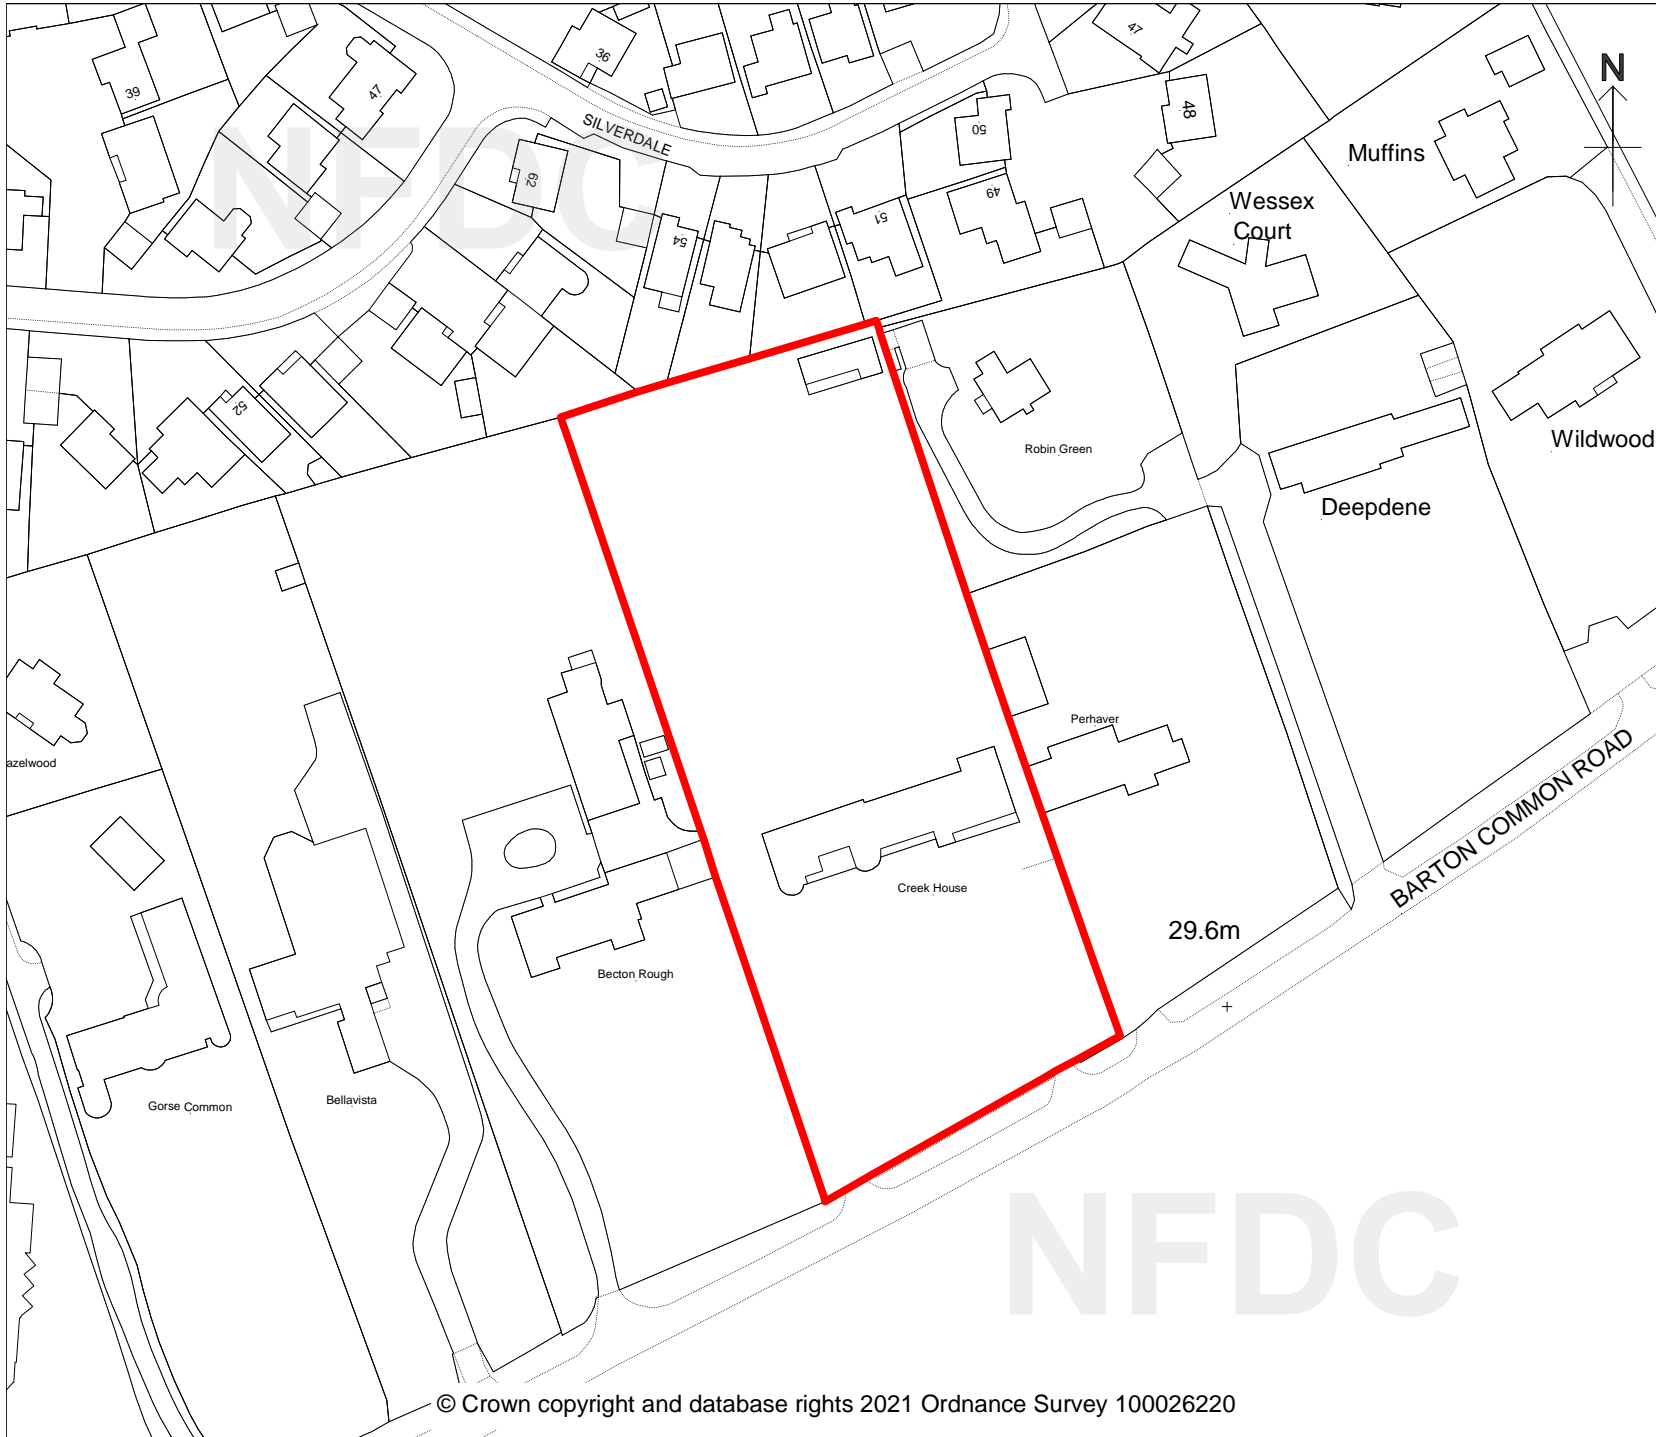 36
47
39
47
N
48
50
SILVERDALE
Muffins
62
49
Wessex
Court
51
54
NFDC
52
Robin Green
Wildwood
Deepdene
Perhaver
azelwood
BARTON COMMON ROAD
Creek House
29.6m
Becton Rough
Bellavista
Gorse Common
NFDC
© Crown copyright and database rights 2021 Ordnance Survey 100026220